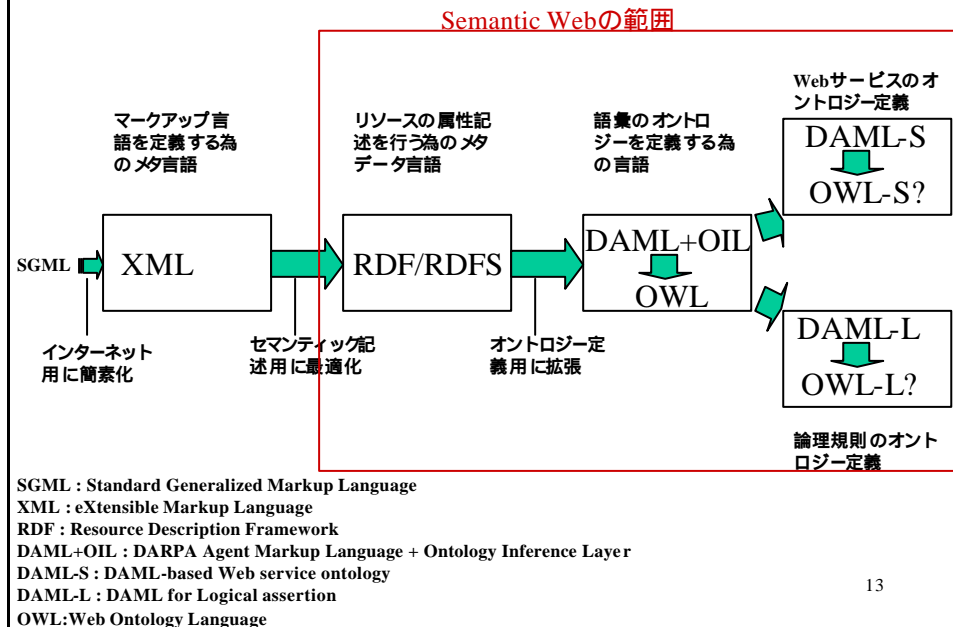 Semantic Webの範囲
Webサービスのオ
ントロジー定義
マークアップ言
語を定義する為
のメタ言語
リソースの属性記
述を行う為のメタ
データ言語
語彙のオントロ
ジーを定義する為
の言語
DAML-S
OWL-S?
SGML
XML
RDF/RDFS
DAML+OIL
OWL
インターネット
用に簡素化
セマンティック記
述用に最適化
オントロジー定
義用に拡張
DAML-L
OWL-L?
論理規則のオント
ロジー定義
SGML : Standard Generalized Markup Language
XML : eXtensible Markup Language
RDF : Resource Description Framework
DAML+OIL : DARPA Agent Markup Language + Ontology Inference Layer
DAML-S : DAML-based Web service ontology
DAML-L : DAML for Logical assertion
OWL:Web Ontology Language
13